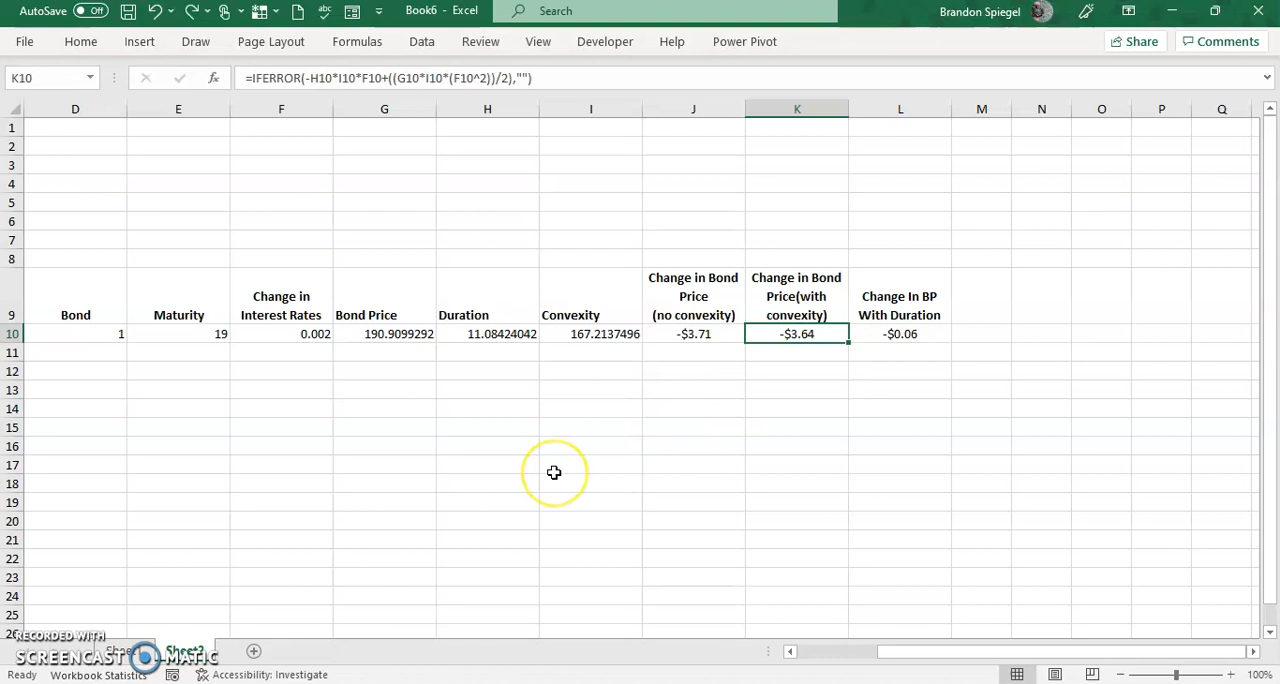 AutoSave Off Book6 - Excel Search Brandon Spiegel
File Home Insert Draw Page Layout Formulas Data Review View Developer Help Power Pivot Share Comments
K10 fx =IFERROR(-H10*I10*F10+((G10*I10*(F10^2))/2),"")
D E F G H I J K L M N O P Q
1
2
3
4
5
6
7
8
Change in Bond Change in Bond
Change in Price Price(with Change In BP
9 Bond Maturity Interest Rates Bond Price Duration Convexity (no convexity) convexity) With Duration
10 1 19 0.002 190.9099292 11.08424042 167.2137496 -$3.71 -$3.64 -$0.06
11
12
13
14
15
16
17
18
19
20
21
22
23
24
25
26
RECORDED WITH
SCREENCAST MATIC
Sheet2
Ready Workbook Statistics Accessibility: Investigate 100%